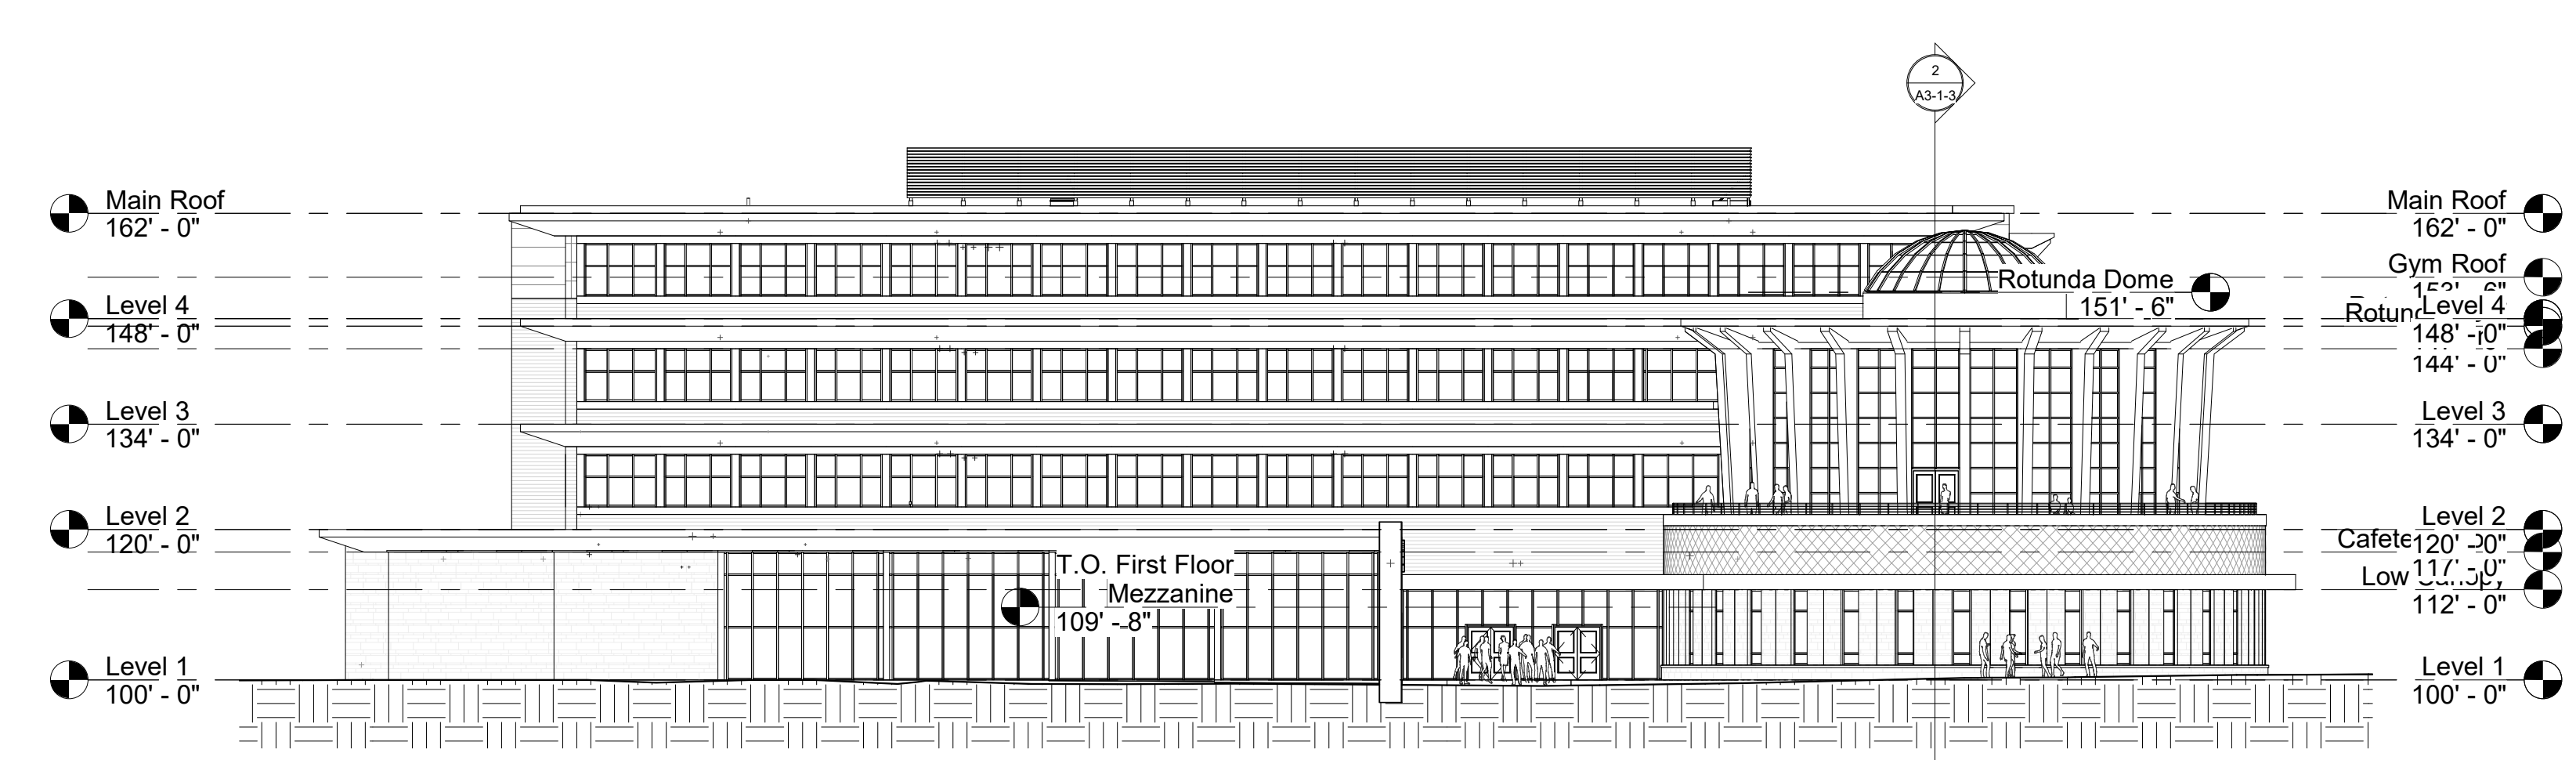 2
A3-1-3
Main Roof
162' - 0"
Level 4
148' - 0"
Level 3
134' - 0"
Level 2
120' - 0"
Level 1
100' - 0"
T.O. First Floor
Mezzanine
109' - 8"
Rotunda Dome
151' - 6"
Main Roof
162' - 0"
Gym Roof
Level 4
148' - 0"
144' - 0"
Level 3
134' - 0"
Level 2
120' - 0"
117' - 0"
Low Canopy
112' - 0"
Level 1
100' - 0"